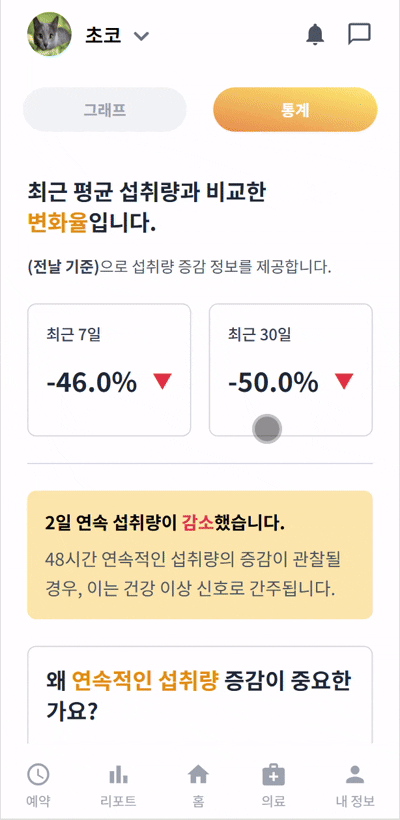 초코
그래프
통계
최근 평균 섭취량과 비교한
변화율입니다.
(전날 기준)으로 섭취량 증감 정보를 제공합니다.
최근 7일
최근 30일
-46.0% ▼
-50.0% ▼
2일 연속 섭취량이 감소했습니다.
48시간 연속적인 섭취량의 증감이 관찰될
경우, 이는 건강 이상 신호로 간주됩니다.
왜 연속적인 섭취량 증감이 중요한
가요?
예약
리포트
홈
의료
내 정보